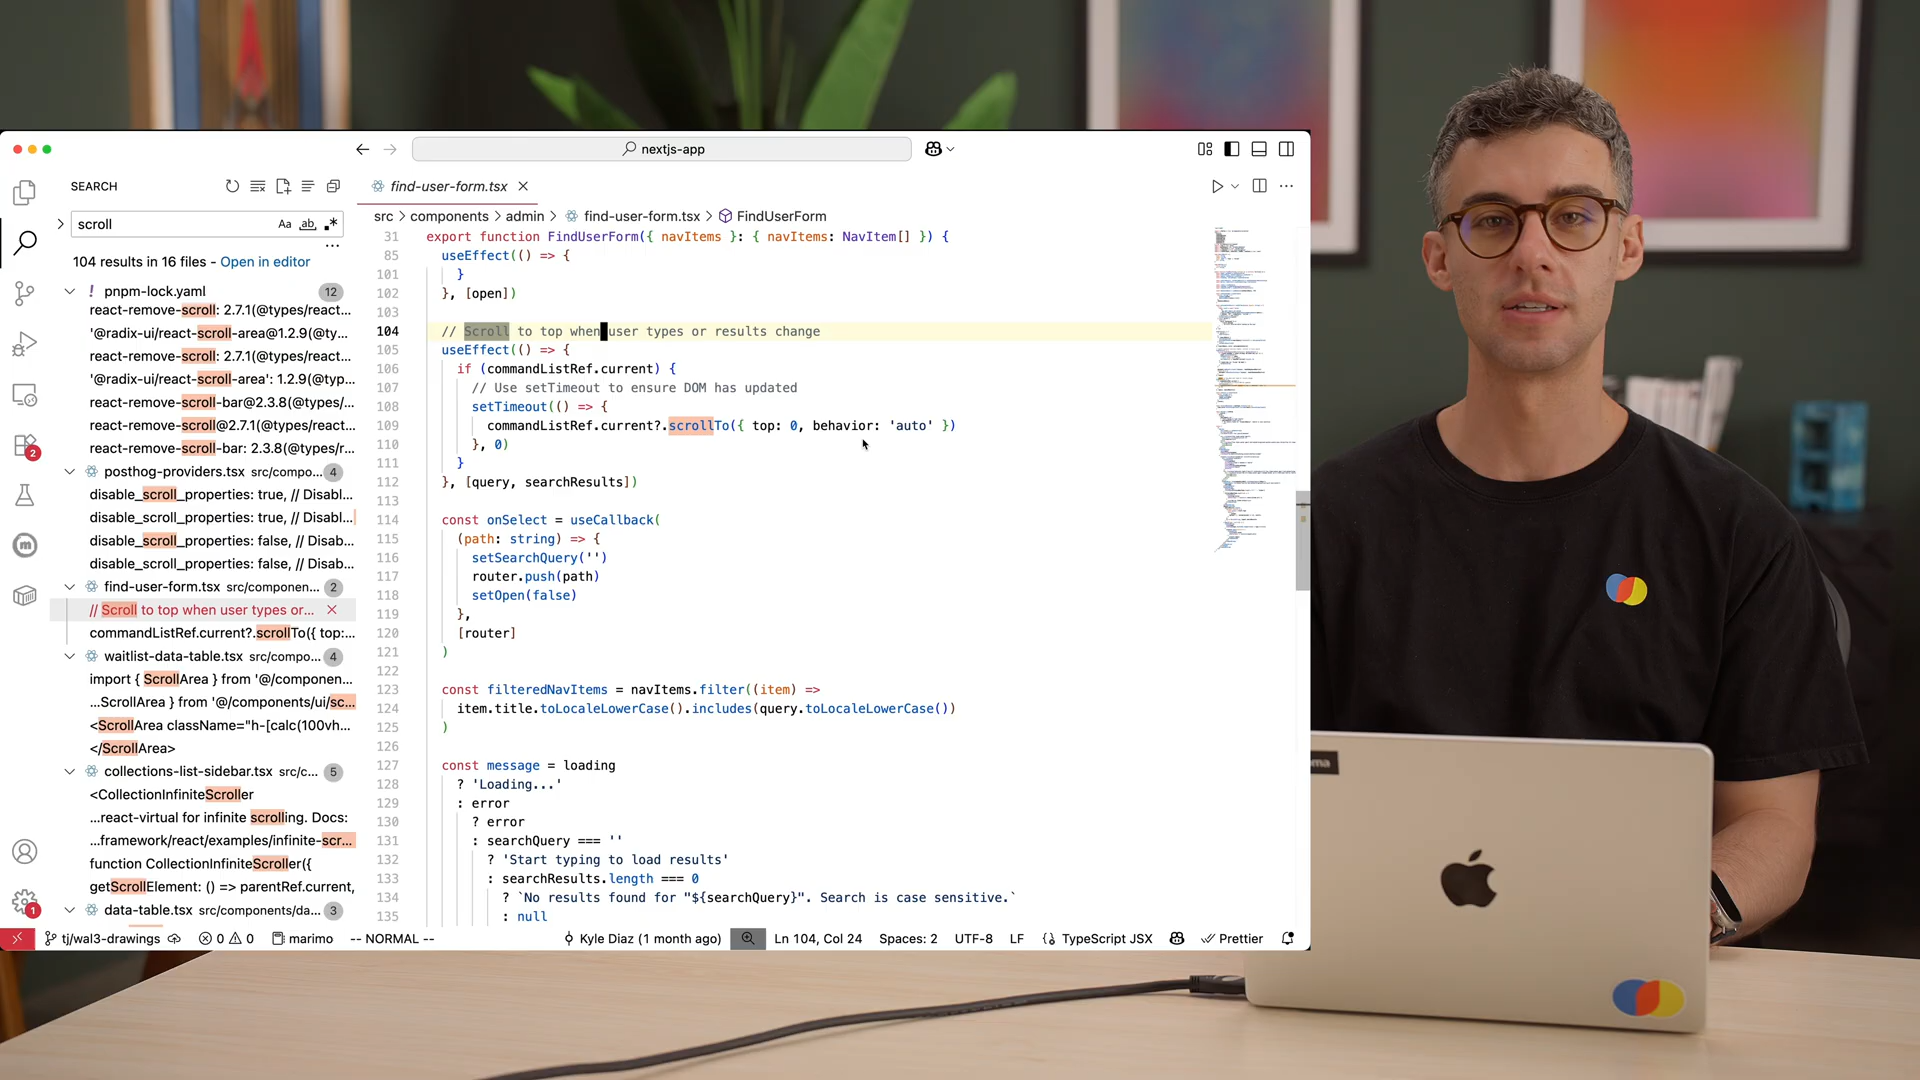 nextjs-app
SEARCH
find-user-form.tsx
scroll
Aa
ab
104 results in 16 files - Open in editor
! pnpm-lock.yaml 12
react-remove-scroll: 2.7.1(@types/react...
'@radix-ui/react-scroll-area@1.2.9(@ty...
react-remove-scroll: 2.7.1(@types/react...
'@radix-ui/react-scroll-area': 1.2.9(@typ...
react-remove-scroll-bar@2.3.8(@types/...
react-remove-scroll@2.7.1(@types/react...
react-remove-scroll-bar: 2.3.8(@types/r...
posthog-providers.tsx src/compo... 4
disable_scroll_properties: true, // Disabl...
disable_scroll_properties: true, // Disabl...
disable_scroll_properties: false, // Disab...
disable_scroll_properties: false, // Disab...
find-user-form.tsx src/componen... 2
// Scroll to top when user types or...
commandListRef.current?.scrollTo({ top:...
waitlist-data-table.tsx src/compo... 4
import { ScrollArea } from '@/componen...
...ScrollArea } from '@/components/ui/sc...
<ScrollArea className="h-[calc(100vh...
</ScrollArea>
collections-list-sidebar.tsx src/c... 5
<CollectionInfiniteScroller
...react-virtual for infinite scrolling. Docs:
...framework/react/examples/infinite-scr...
function CollectionInfiniteScroller({
getScrollElement: () => parentRef.current,
data-table.tsx src/components/da... 3
2
1
src > components > admin > find-user-form.tsx > FindUserForm
31 export function FindUserForm({ navItems }: { navItems: NavItem[] }) {
85 useEffect(() => {
101 }
102 }, [open])
103
104 // Scroll to top when user types or results change
105 useEffect(() => {
106 if (commandListRef.current) {
107 // Use setTimeout to ensure DOM has updated
108 setTimeout(() => {
109 commandListRef.current?.scrollTo({ top: 0, behavior: 'auto' })
110 }, 0)
111 }
112 }, [query, searchResults])
113
114 const onSelect = useCallback(
115 (path: string) => {
116 setSearchQuery('')
117 router.push(path)
118 setOpen(false)
119 },
120 [router]
121 )
122
123 const filteredNavItems = navItems.filter((item) =>
124 item.title.toLocaleLowerCase().includes(query.toLocaleLowerCase())
125 )
126
127 const message = loading
128 ? 'Loading...'
129 : error
130 ? error
131 : searchQuery === ''
132 ? 'Start typing to load results'
133 : searchResults.length === 0
134 ? `No results found for "${searchQuery}". Search is case sensitive.`
135 : null
tj/wal3-drawings 0 0 marimo -- NORMAL -- Kyle Diaz (1 month ago) Ln 104, Col 24 Spaces: 2 UTF-8 LF TypeScript JSX Prettier